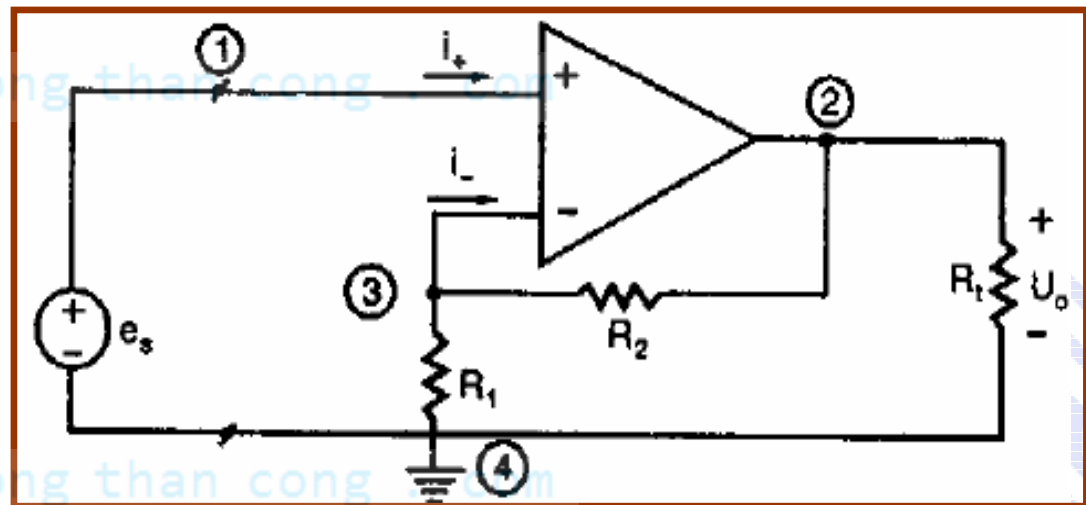 1
i+
ng than cong . com
+
2
i-
-
+
3
Rt
Uo
+
R2
-
es
-
R1
4
ng than cong . com